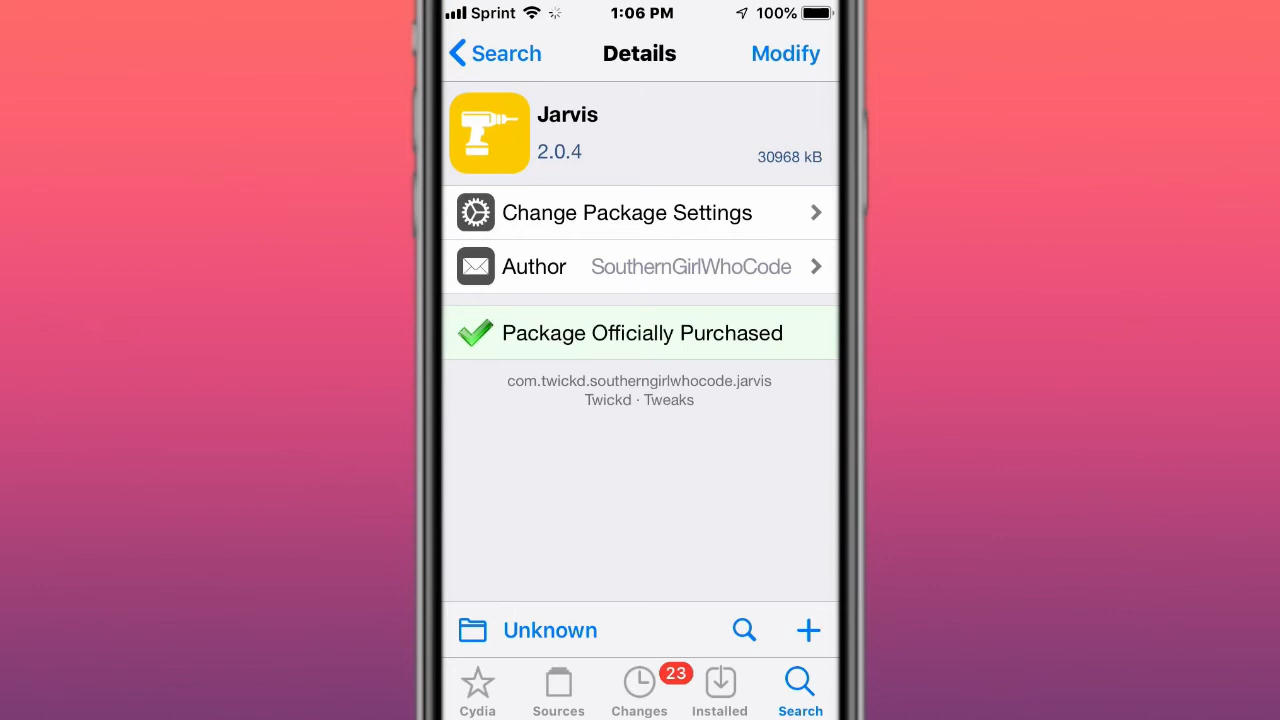 Sprint 1:06 PM 100%
Search Details Modify
Jarvis
2.0.4 30968 kB
Change Package Settings
Author SouthernGirlWhoCode
Package Officially Purchased
com.twickd.southerngirlwhocode.jarvis
Twickd · Tweaks
Unknown
23
Cydia Sources Changes Installed Search